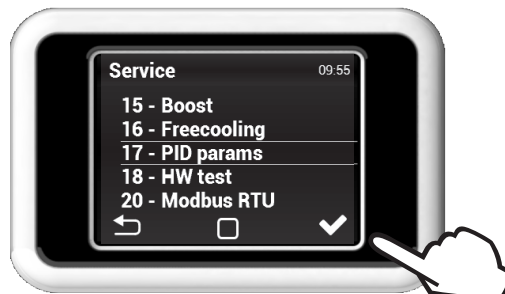 Service 09:55
15 - Boost
16 - Freecooling
17 - PID params
18 - HW test
20 - Modbus RTU